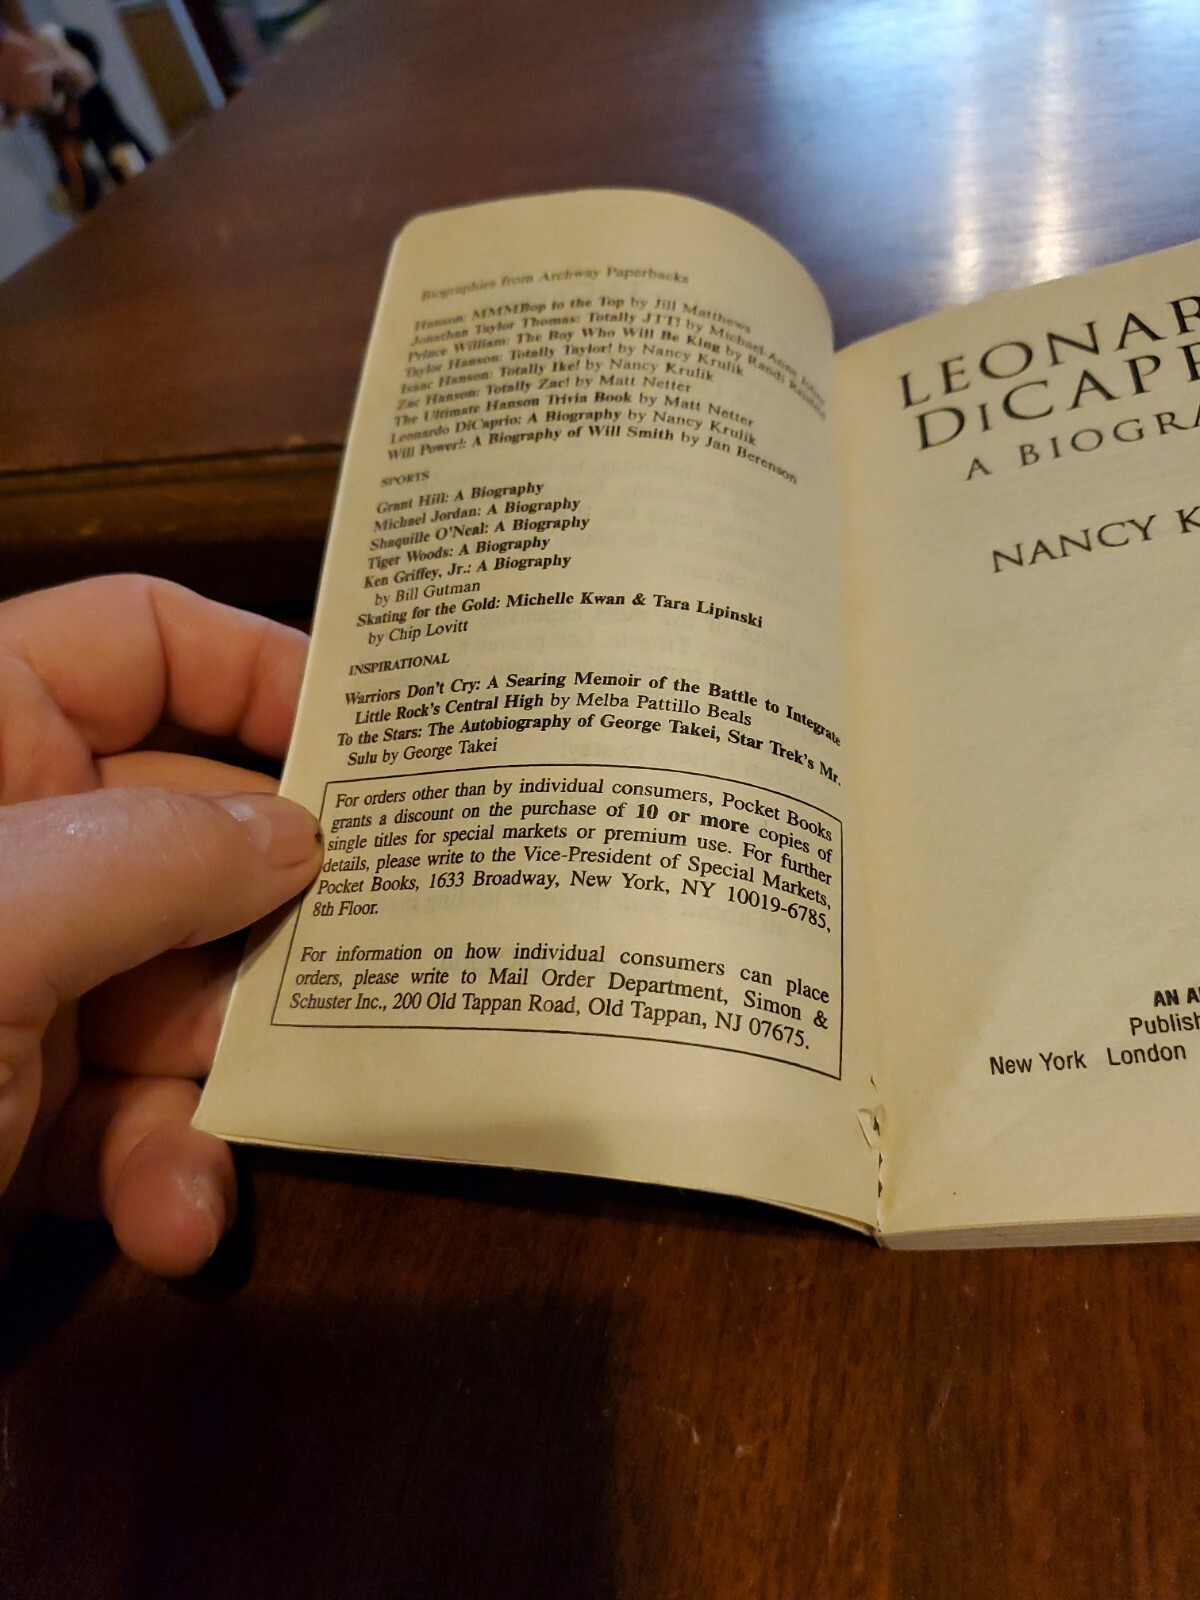 Biographies from Archway Paperbacks
Hanson: MMMBop to the Top by Jill Matthews
Jonathan Taylor Thomas: Totally JTT! by Michael-Anne Johns
Prince William: The Boy Who Will Be King by Randi Reisfeld
Taylor Hanson: Totally Taylor! by Nancy Krulik
Isaac Hanson: Totally Ike! by Nancy Krulik
Zac Hanson: Totally Zac! by Matt Netter
The Ultimate Hanson Trivia Book by Matt Netter
Leonardo DiCaprio: A Biography by Nancy Krulik
Will Power!: A Biography of Will Smith by Jan Berenson
SPORTS
Grant Hill: A Biography
Michael Jordan: A Biography
Shaquille O'Neal: A Biography
Tiger Woods: A Biography
Ken Griffey, Jr.: A Biography
by Bill Gutman
Skating for the Gold: Michelle Kwan & Tara Lipinski
by Chip Lovitt
INSPIRATIONAL
Warriors Don't Cry: A Searing Memoir of the Battle to Integrate
Little Rock's Central High by Melba Pattillo Beals
To the Stars: The Autobiography of George Takei, Star Trek's Mr.
Sulu by George Takei
For orders other than by individual consumers, Pocket Books
grants a discount on the purchase of 10 or more copies of
single titles for special markets or premium use. For further
details, please write to the Vice-President of Special Markets,
Pocket Books, 1633 Broadway, New York, NY 10019-6785,
8th Floor.
For information on how individual consumers can place
orders, please write to Mail Order Department, Simon &
Schuster Inc., 200 Old Tappan Road, Old Tappan, NJ 07675.
LEONAR
DiCAPR
A BIOGRA
NANCY K
AN A
Publish
New York London